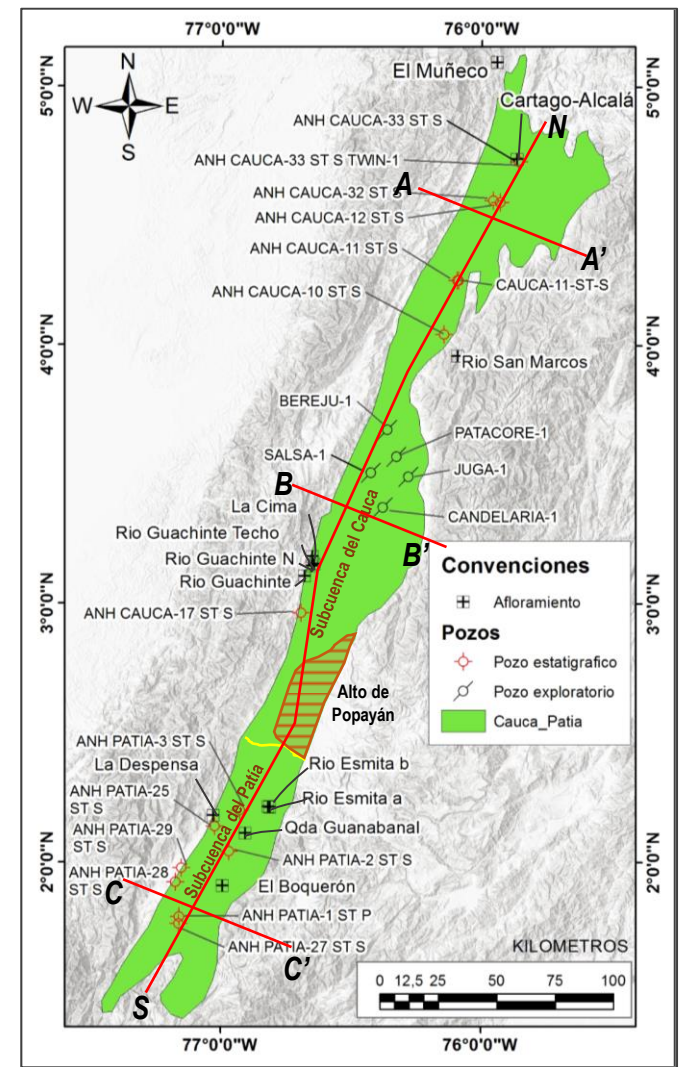 77°0'0"W
76°0'0"W
N
W
E
S
5°0'0"N
5°0'0"N
El Muñeco
Cartago-Alcalá
ANH CAUCA-33 ST S
N
ANH CAUCA-33 ST S TWIN-1
A
ANH CAUCA-32 ST S
ANH CAUCA-12 ST S
ANH CAUCA-11 ST S
A'
CAUCA-11-ST-S
ANH CAUCA-10 ST S
4°0'0"N
4°0'0"N
Rio San Marcos
BEREJU-1
PATACORE-1
SALSA-1
JUGA-1
B
La Cima
CANDELARIA-1
Subcuenca del Cauca
Rio Guachinte Techo
B'
Rio Guachinte N
Rio Guachinte
ANH CAUCA-17 ST S
3°0'0"N
3°0'0"N
Convenciones
Afloramiento
Pozos
Pozo estatigrafico
Pozo exploratorio
Cauca_Patia
Alto de
Popayán
ANH PATIA-3 ST S
La Despensa
Rio Esmita b
ANH PATIA-25
ST S
Rio Esmita a
Subcuenca del Patía
ANH PATIA-29
ST S
Qda Guanabanal
ANH PATIA-2 ST S
2°0'0"N
2°0'0"N
ANH PATIA-28
ST S
C
El Boquerón
ANH PATIA-1 ST P
ANH PATIA-27 ST S
C'
S
KILOMETROS
0 12,5 25 50 75 100
77°0'0"W
76°0'0"W